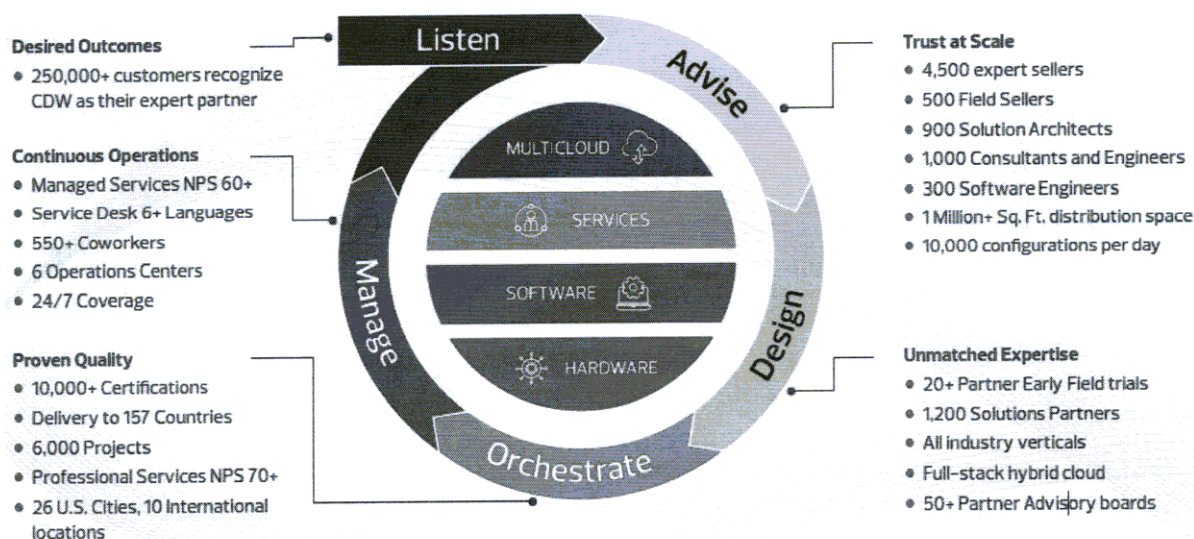 Desired Outcomes
• 250,000+ customers recognize
CDW as their expert partner
Continuous Operations
• Managed Services NPS 60+
• Service Desk 6+ Languages
• 550+ Coworkers
• 6 Operations Centers
• 24/7 Coverage
Proven Quality
• 10,000+ Certifications
• Delivery to 157 Countries
• 6,000 Projects
• Professional Services NPS 70+
• 26 U.S. Cities, 10 International
locations
Listen
Advise
Design
Orchestrate
Manage
MULTICLOUD
SERVICES
SOFTWARE
HARDWARE
Trust at Scale
• 4,500 expert sellers
• 500 Field Sellers
• 900 Solution Architects
• 1,000 Consultants and Engineers
• 300 Software Engineers
• 1 Million+ Sq. Ft. distribution space
• 10,000 configurations per day
Unmatched Expertise
• 20+ Partner Early Field trials
• 1,200 Solutions Partners
• All industry verticals
• Full-stack hybrid cloud
• 50+ Partner Advisory boards